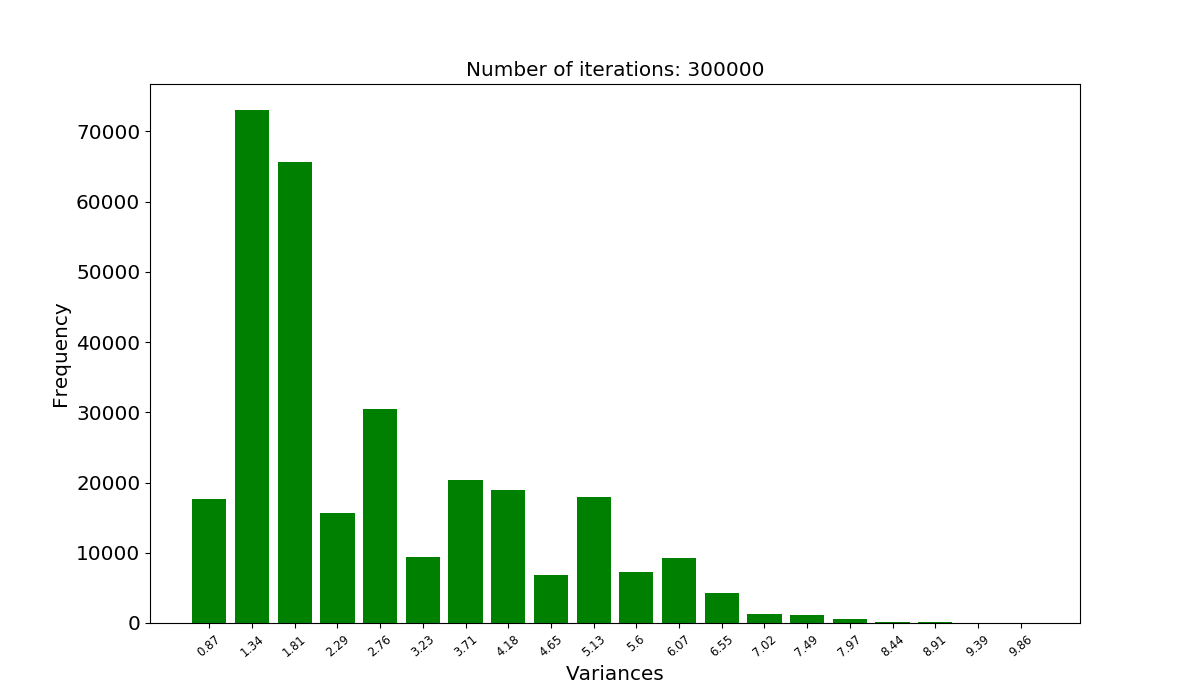 Number of iterations: 300000
70000
60000
50000
40000
30000
20000
10000
0
Frequency
0.87 1.34 1.81 2.29 2.76 3.23 3.71 4.18 4.65 5.13 5.6 6.07 6.55 7.02 7.49 7.97 8.44 8.91 9.39 9.86
Variances